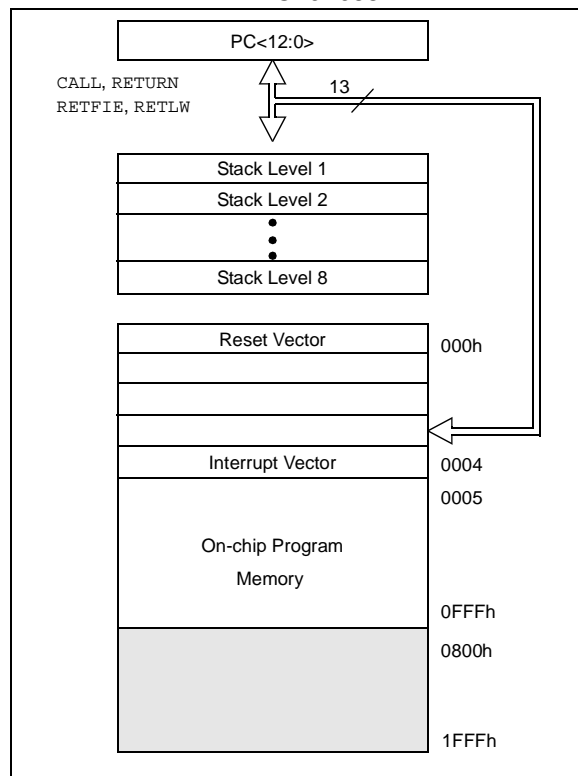 PC<12:0>
CALL, RETURN
RETFIE, RETLW
13
Stack Level 1
Stack Level 2
Stack Level 8
Reset Vector
000h
Interrupt Vector
0004
0005
On-chip Program
Memory
0FFFh
0800h
1FFFh